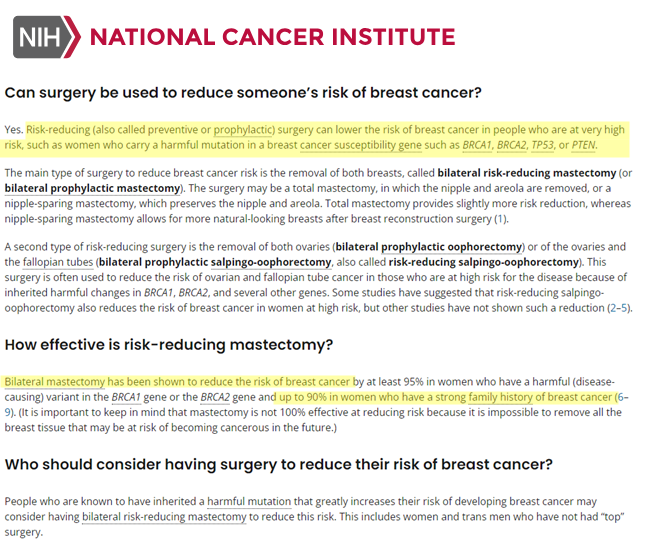 NIH NATIONAL CANCER INSTITUTE
Can surgery be used to reduce someone's risk of breast cancer?
Yes. Risk-reducing (also called preventive or prophylactic) surgery can lower the risk of breast cancer in people who are at very high
risk, such as women who carry a harmful mutation in a breast cancer susceptibility gene such as BRCA1, BRCA2, TP53, or PTEN.
The main type of surgery to reduce breast cancer risk is the removal of both breasts, called bilateral risk-reducing mastectomy (or
bilateral prophylactic mastectomy). The surgery may be a total mastectomy, in which the nipple and areola are removed, or a
nipple-sparing mastectomy, which preserves the nipple and areola. Total mastectomy provides slightly more risk reduction, whereas
nipple-sparing mastectomy allows for more natural-looking breasts after breast reconstruction surgery (1).
A second type of risk-reducing surgery is the removal of both ovaries (bilateral prophylactic oophorectomy) or of the ovaries and
the fallopian tubes (bilateral prophylactic salpingo-oophorectomy, also called risk-reducing salpingo-oophorectomy). This
surgery is often used to reduce the risk of ovarian and fallopian tube cancer in those who are at high risk for the disease because of
inherited harmful changes in BRCA1, BRCA2, and several other genes. Some studies have suggested that risk-reducing salpingo-
oophorectomy also reduces the risk of breast cancer in women at high risk, but other studies have not shown such a reduction (2–5).
How effective is risk-reducing mastectomy?
Bilateral mastectomy has been shown to reduce the risk of breast cancer by at least 95% in women who have a harmful (disease-
causing) variant in the BRCA1 gene or the BRCA2 gene and up to 90% in women who have a strong family history of breast cancer (6–
9). (It is important to keep in mind that mastectomy is not 100% effective at reducing risk because it is impossible to remove all the
breast tissue that may be at risk of becoming cancerous in the future.)
Who should consider having surgery to reduce their risk of breast cancer?
People who are known to have inherited a harmful mutation that greatly increases their risk of developing breast cancer may
consider having bilateral risk-reducing mastectomy to reduce this risk. This includes women and trans men who have not had "top"
surgery.